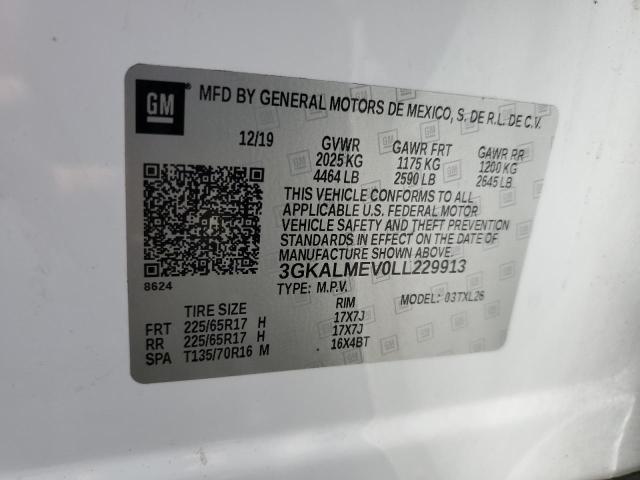 GM
MFD BY GENERAL MOTORS DE MEXICO, S. DE R.L. DE C.V.
12/19
GVWR GAWR FRT GAWR RR
2025 KG 1175 KG 1200 KG
4464 LB 2590 LB 2645 LB
THIS VEHICLE CONFORMS TO ALL
APPLICABLE U.S. FEDERAL MOTOR
VEHICLE SAFETY AND THEFT PREVENTION
STANDARDS IN EFFECT ON THE DATE OF
MANUFACTURE SHOWN ABOVE.
3GKALMEV0LL229913
8624
TYPE: M.P.V. MODEL: 03TXL26
TIRE SIZE RIM
FRT 225/65R17 H 17X7J
RR 225/65R17 H 17X7J
SPA T135/70R16 M 16X4BT